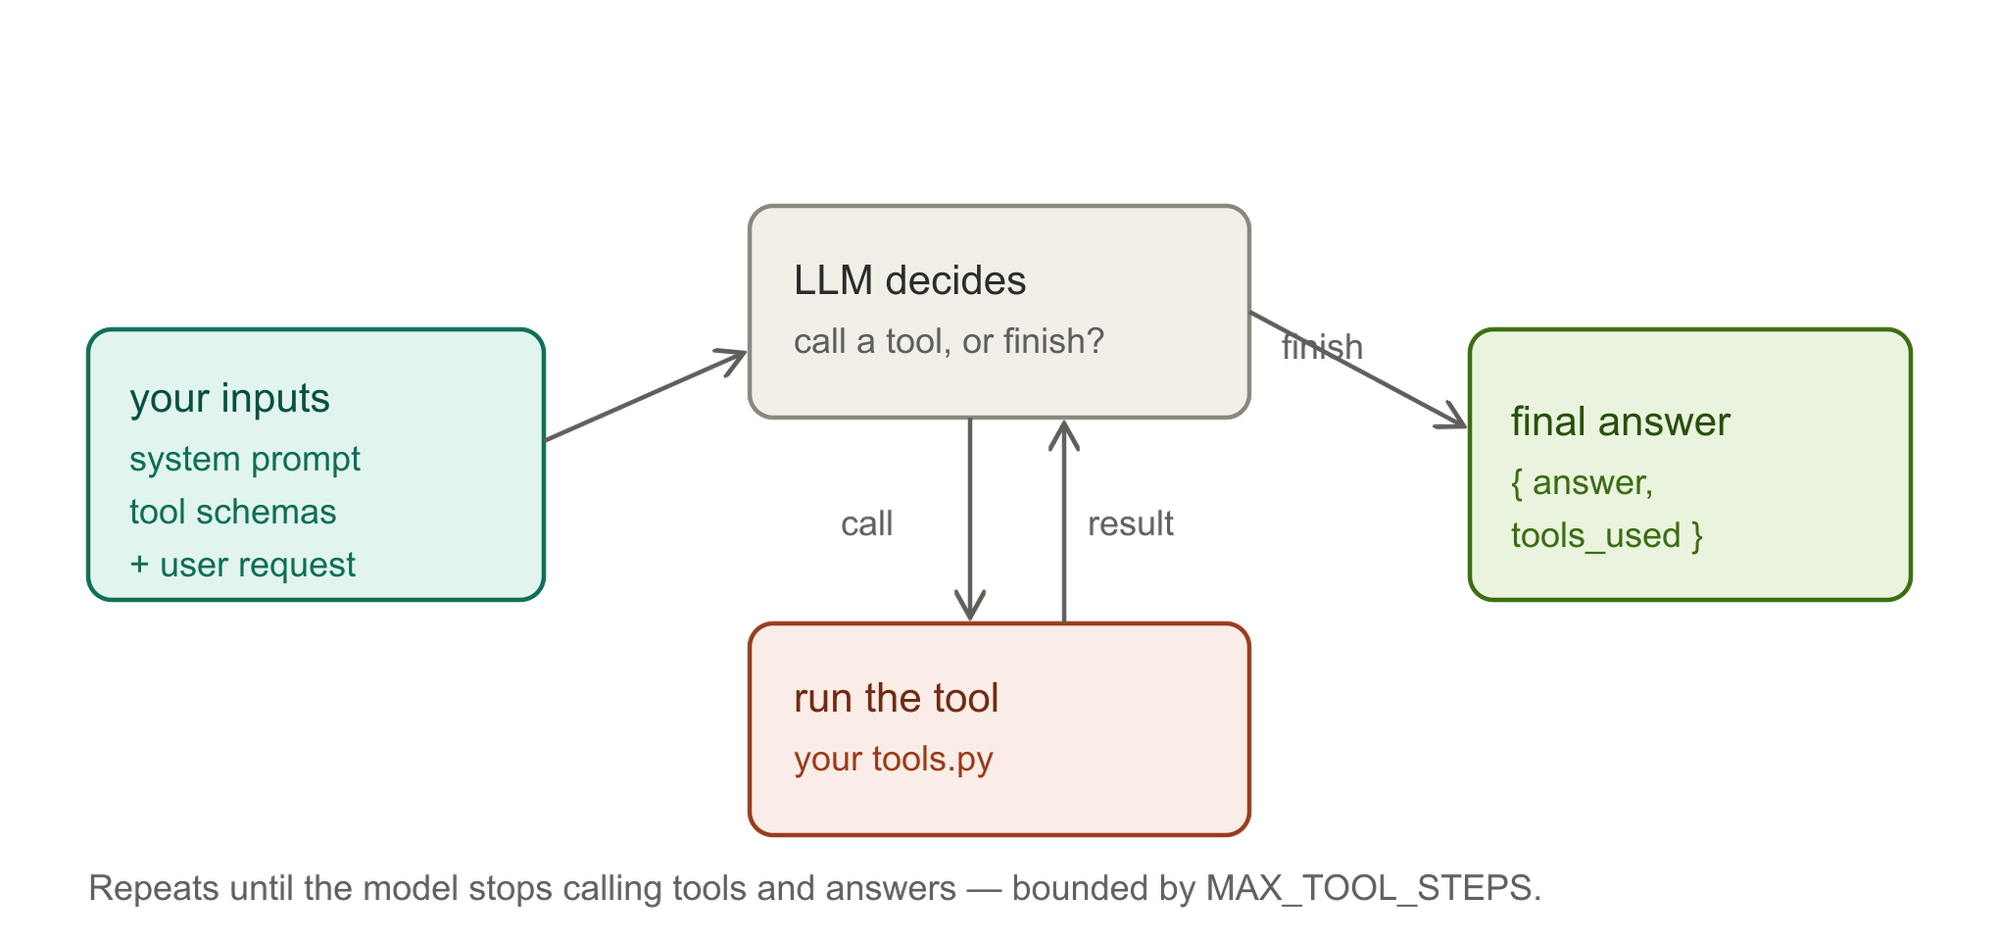 LLM decides
call a tool, or finish?
finish
your inputs
system prompt
tool schemas
+ user request
final answer
{ answer,
tools_used }
call
result
run the tool
your tools.py
Repeats until the model stops calling tools and answers — bounded by MAX_TOOL_STEPS.